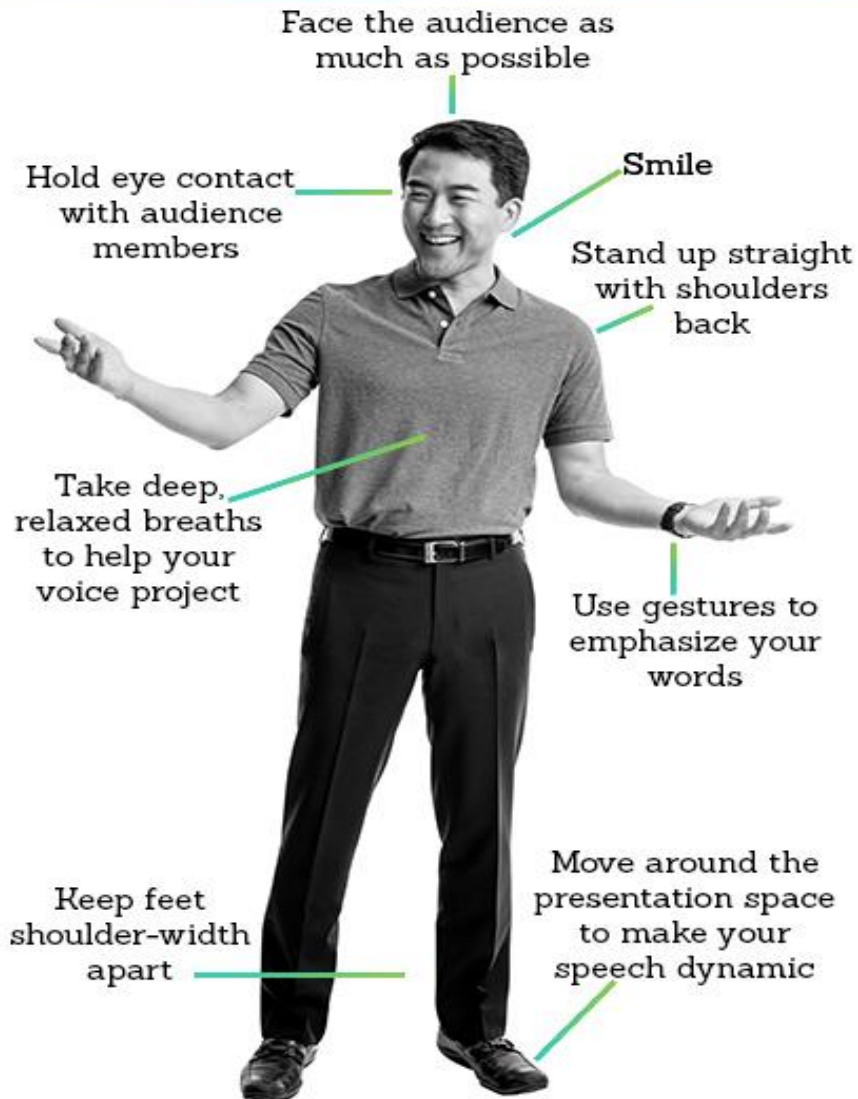 Face the audience as
much as possible
Hold eye contact
with audience
members
Smile
Stand up straight
with shoulders
back
Take deep,
relaxed breaths
to help your
voice project
Use gestures to
emphasize your
words
Keep feet
shoulder-width
apart
Move around the
presentation space
to make your
speech dynamic